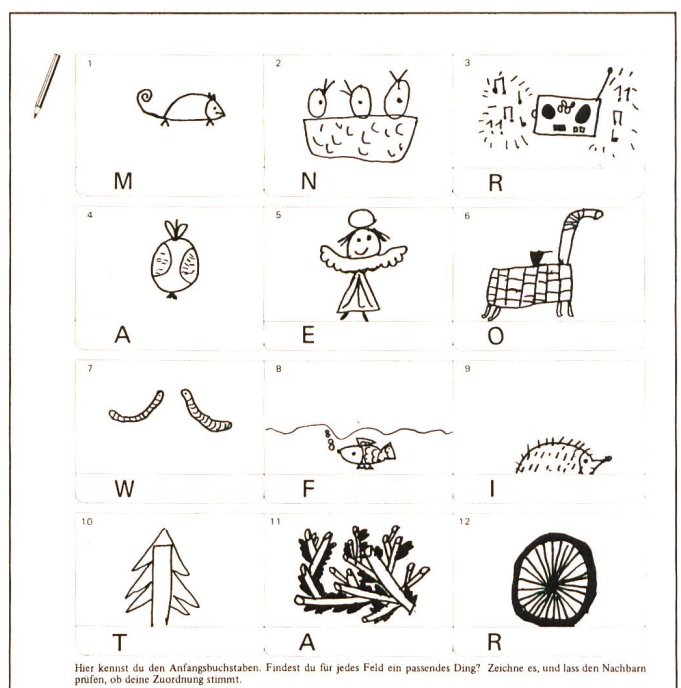 1 2 3
M N R
4 5 6
A E O
7 8 9
W F I
10 11 12
T A R
Hier kennst du den Anfangsbuchstaben. Findest du für jedes Feld ein passendes Ding? Zeichne es, und lass den Nachbarn
prüfen, ob deine Zuordnung stimmt.